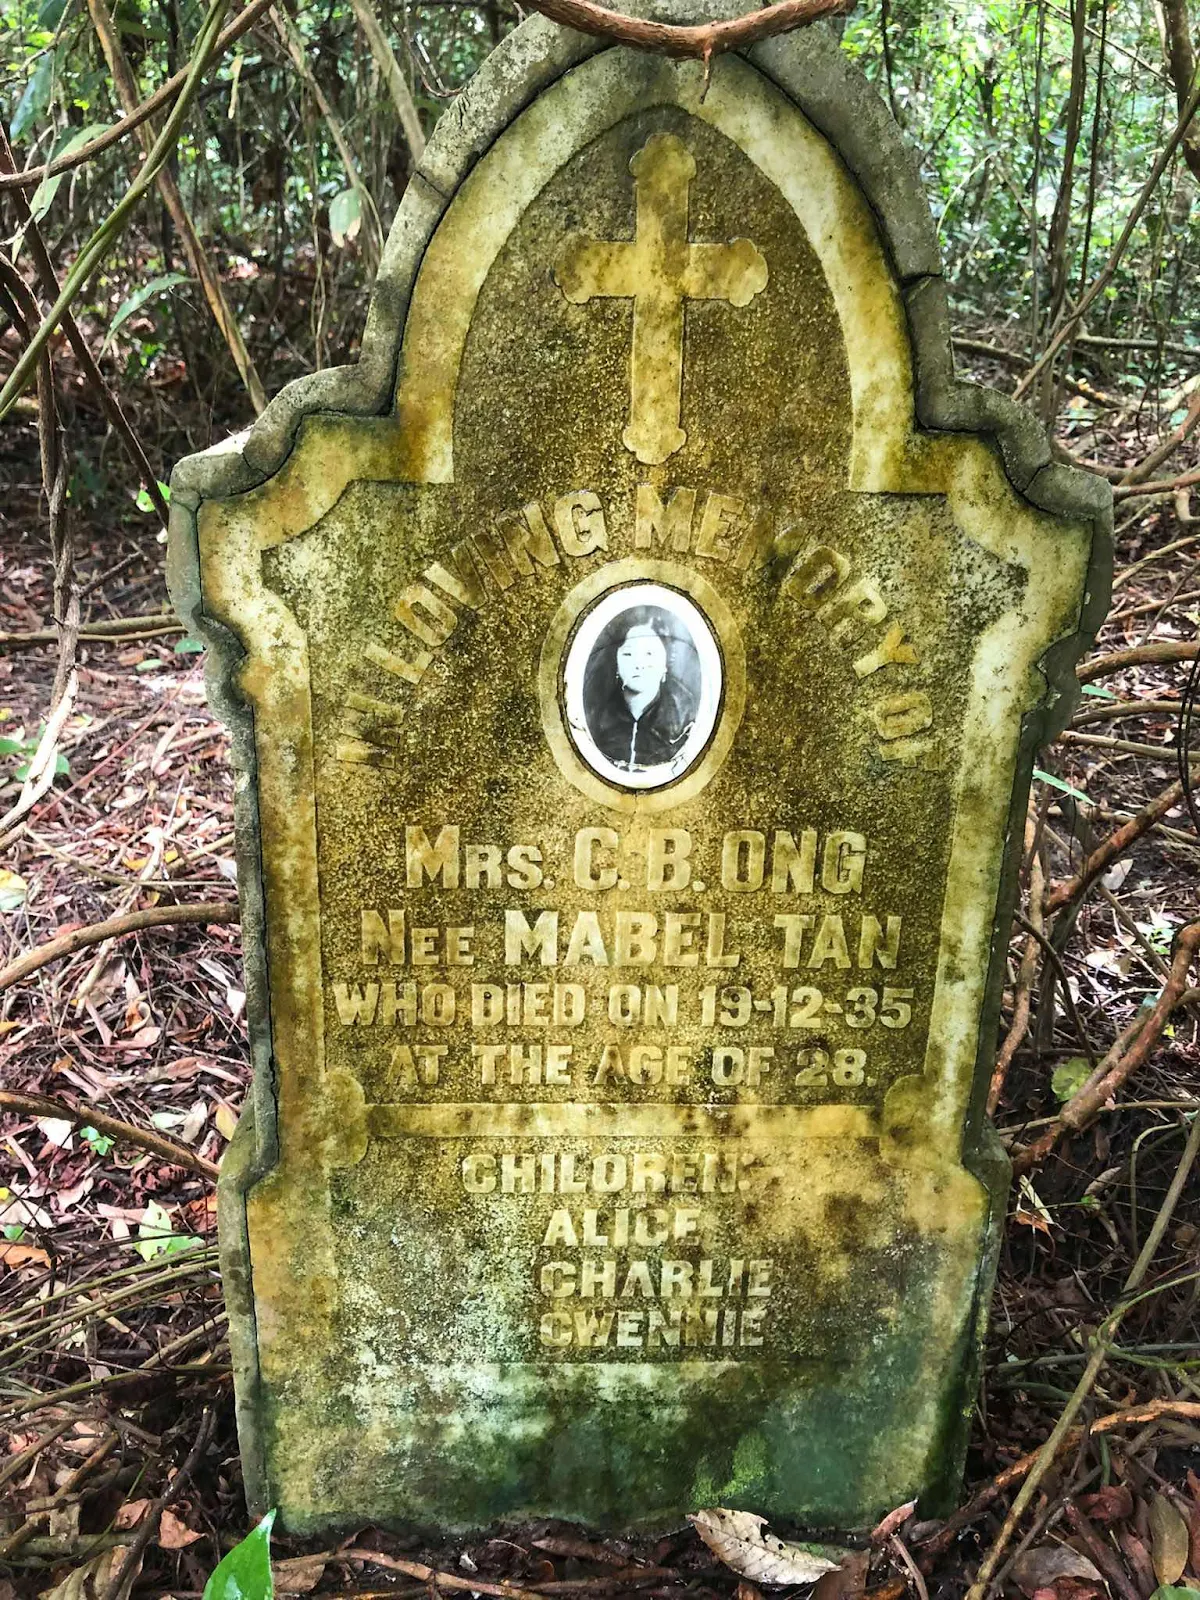 IN LOVING MEMORY OF
MRS. C. B. ONG
NEE MABEL TAN
WHO DIED ON 19-12-35
AT THE AGE OF 28.
CHILDREN:
ALICE
CHARLIE
GWENNIE